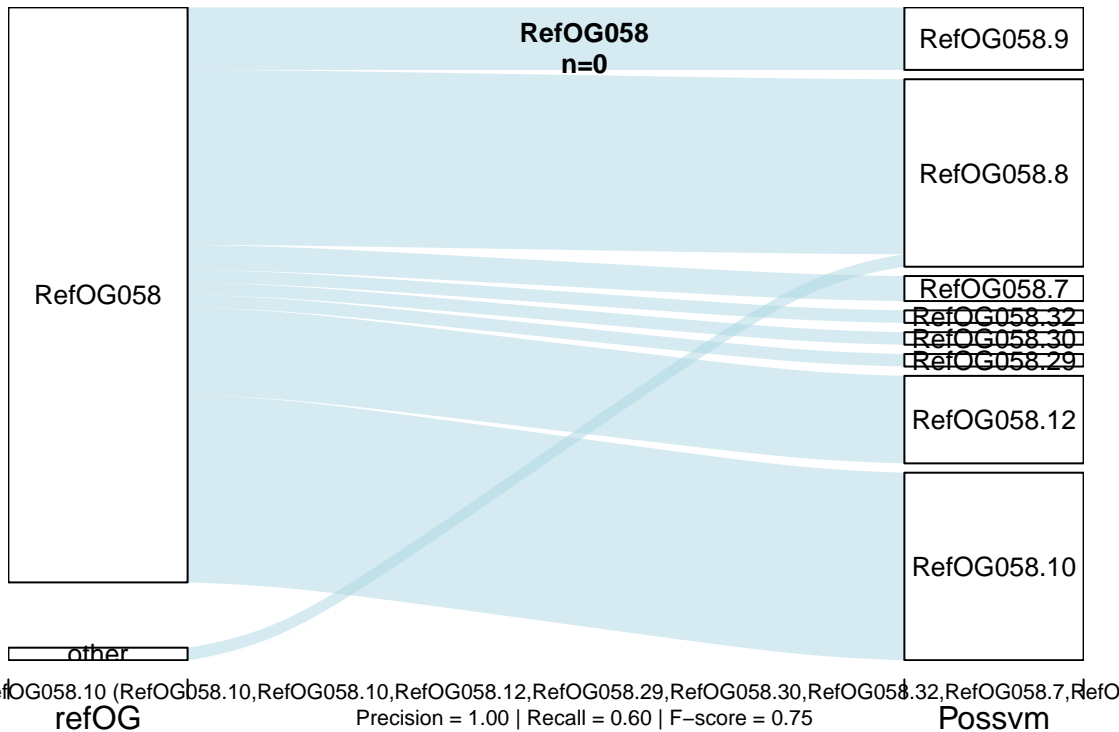 RefOG058
n=0
RefOG058.9
RefOG058.8
RefOG058
RefOG058.7
RefOG058.32
RefOG058.30
RefOG058.29
RefOG058.12
RefOG058.10
other
efOG058.10 (RefOG058.10,RefOG058.10,RefOG058.12,RefOG058.29,RefOG058.30,RefOG058.32,RefOG058.7,RefO
refOG
Precision = 1.00 | Recall = 0.60 | F−score = 0.75
Possvm